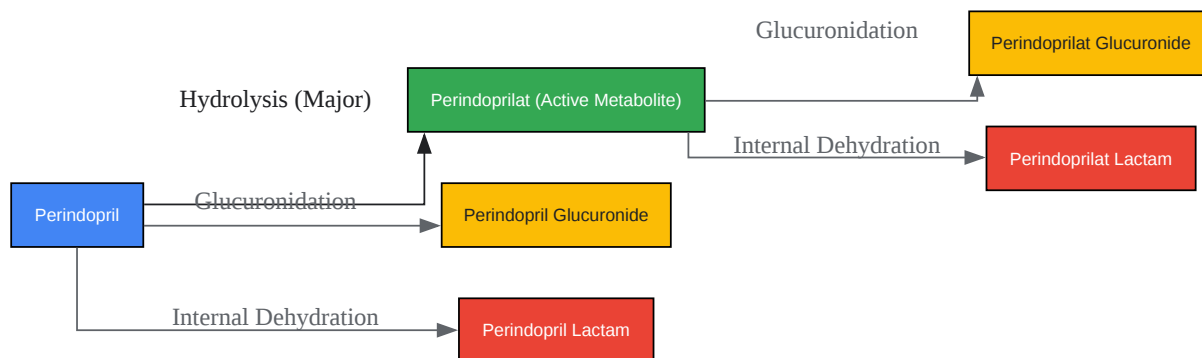 Glucuronidation
Perindoprilat Glucuronide
Hydrolysis (Major)
Perindoprilat (Active Metabolite)
Internal Dehydration
Perindoprilat Lactam
Perindopril
Glucuronidation
Perindopril Glucuronide
Internal Dehydration
Perindopril Lactam